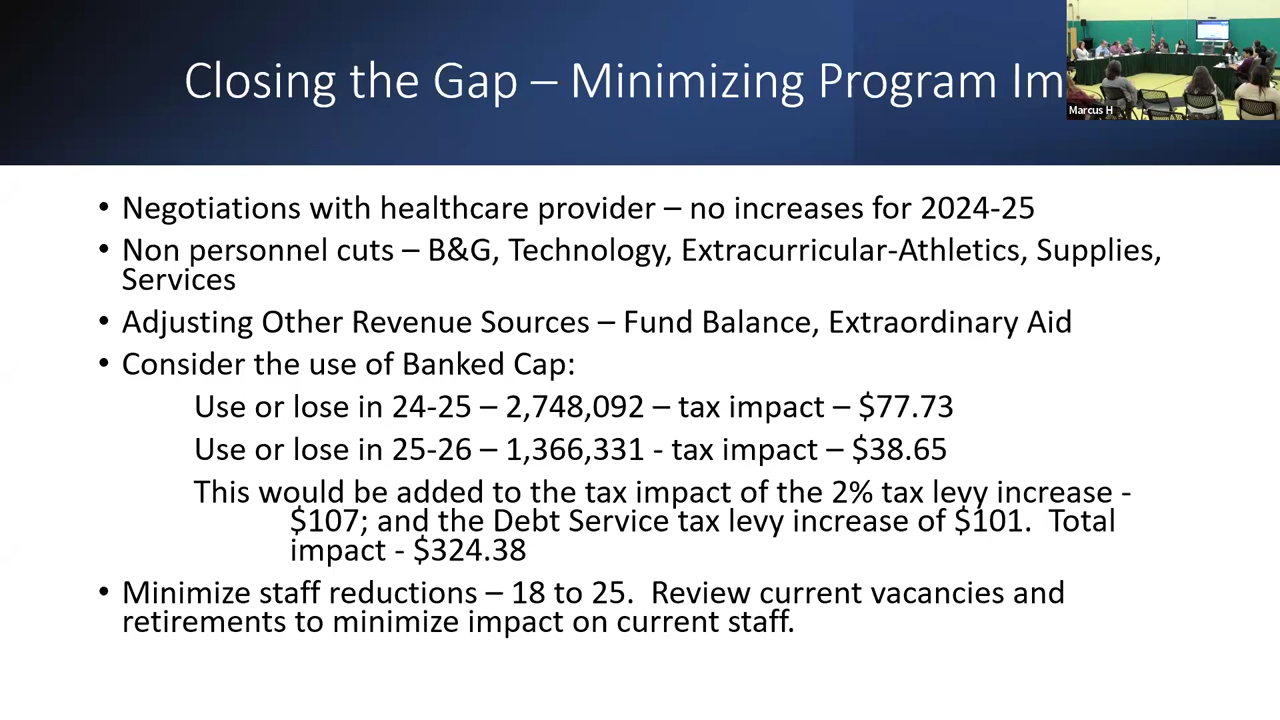 Closing the Gap – Minimizing Program Im
Marcus H
• Negotiations with healthcare provider – no increases for 2024-25
• Non personnel cuts – B&G, Technology, Extracurricular-Athletics, Supplies,
Services
• Adjusting Other Revenue Sources – Fund Balance, Extraordinary Aid
• Consider the use of Banked Cap:
Use or lose in 24-25 – 2,748,092 – tax impact – $77.73
Use or lose in 25-26 – 1,366,331 - tax impact – $38.65
This would be added to the tax impact of the 2% tax levy increase -
$107; and the Debt Service tax levy increase of $101.  Total
impact - $324.38
• Minimize staff reductions – 18 to 25.  Review current vacancies and
retirements to minimize impact on current staff.